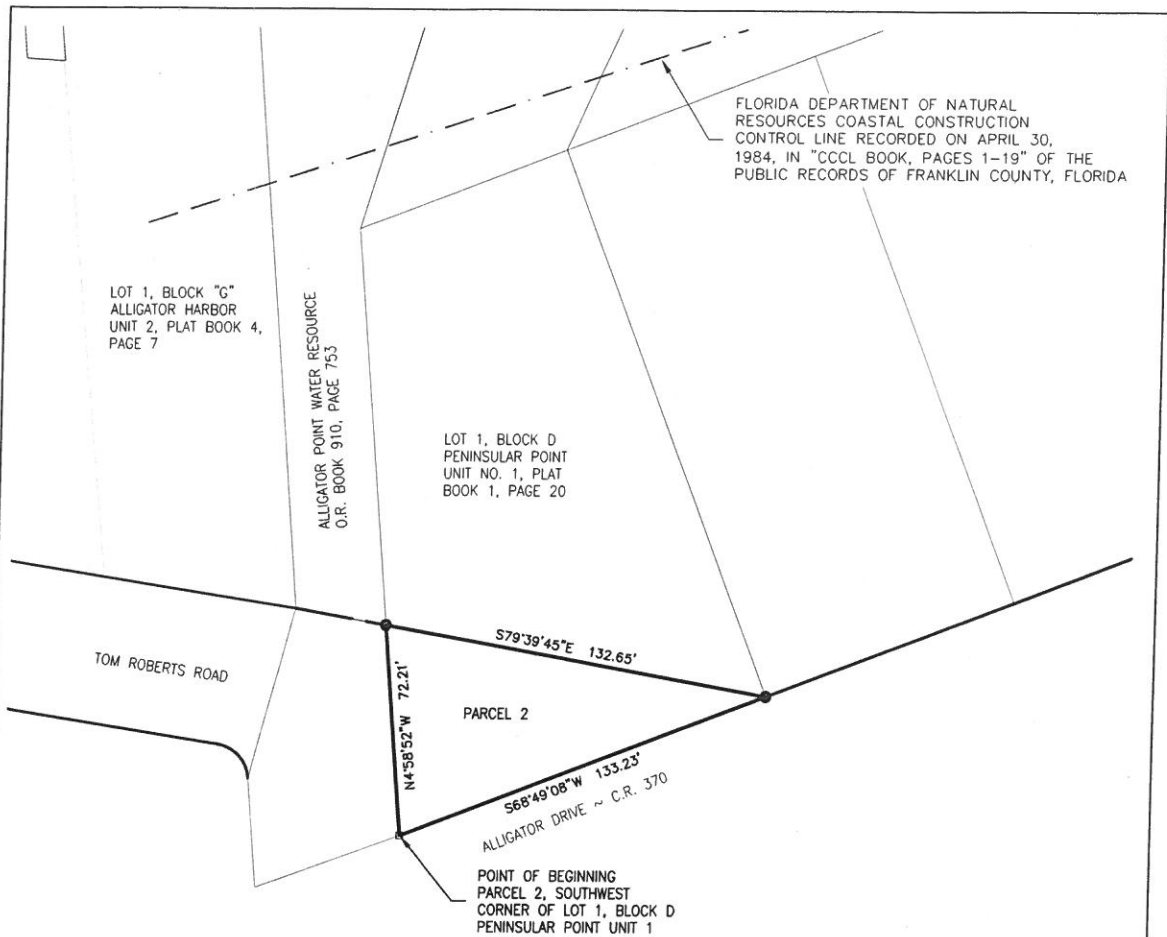 FLORIDA DEPARTMENT OF NATURAL
RESOURCES COASTAL CONSTRUCTION
CONTROL LINE RECORDED ON APRIL 30,
1984, IN "CCCL BOOK, PAGES 1-19" OF THE
PUBLIC RECORDS OF FRANKLIN COUNTY, FLORIDA
LOT 1, BLOCK "G"
ALLIGATOR HARBOR
UNIT 2, PLAT BOOK 4,
PAGE 7
ALLIGATOR POINT WATER RESOURCE
O.R. BOOK 910, PAGE 753
LOT 1, BLOCK D
PENINSULAR POINT
UNIT NO. 1, PLAT
BOOK 1, PAGE 20
TOM ROBERTS ROAD
S79°39'45"E 132.65'
N4°58'52"W 72.21'
PARCEL 2
S68°49'08"W 133.23'
ALLIGATOR DRIVE ~ C.R. 370
POINT OF BEGINNING
PARCEL 2, SOUTHWEST
CORNER OF LOT 1, BLOCK D
PENINSULAR POINT UNIT 1